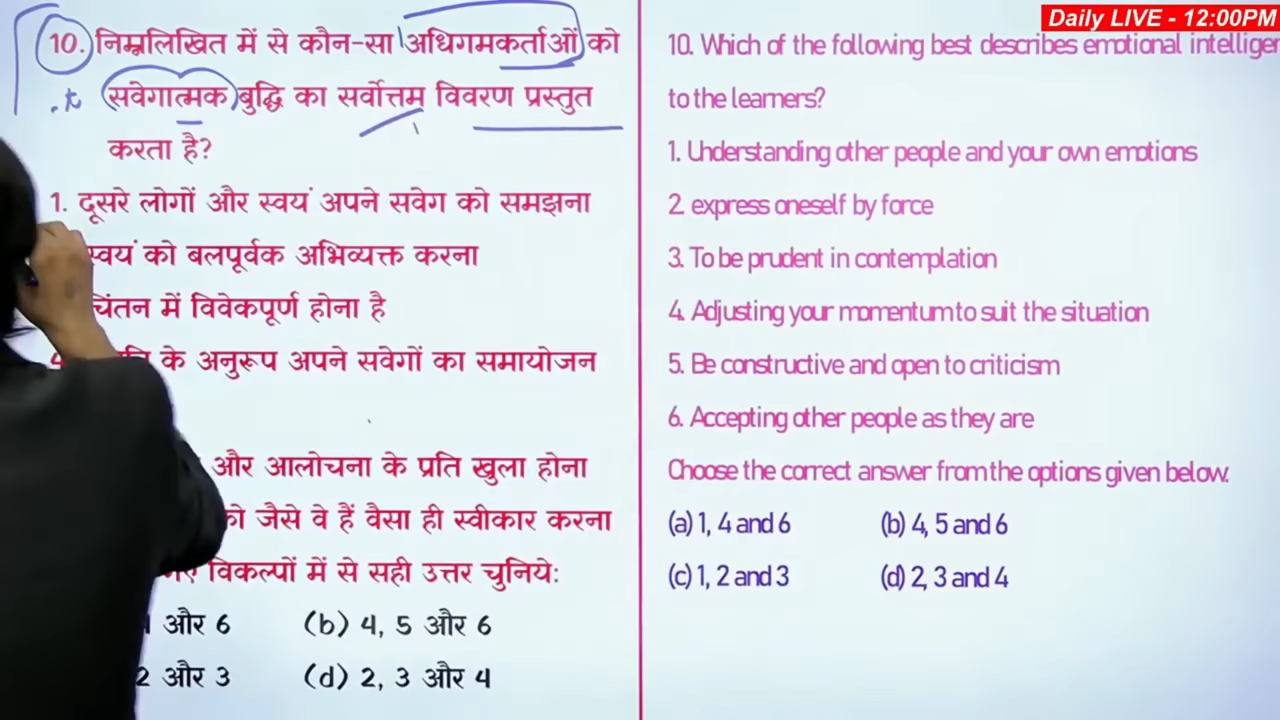 Daily LIVE - 12:00PM
10. निम्नलिखित में से कौन-सा अधिगमकर्ताओं को
सवेगात्मक बुद्धि का सर्वोत्तम विवरण प्रस्तुत
करता है?
1. दूसरे लोगों और स्वयं अपने सवेग को समझना
स्वयं को बलपूर्वक अभिव्यक्त करना
चिंतन में विवेकपूर्ण होना है
के अनुरूप अपने सवेगों का समायोजन
और आलोचना के प्रति खुला होना
को जैसे वे हैं वैसा ही स्वीकार करना
विकल्पों में से सही उत्तर चुनिये:
और 6 (b) 4, 5 और 6
2 और 3 (d) 2, 3 और 4
10. Which of the following best describes emotional intelligen
to the learners?
1. Understanding other people and your own emotions
2. express oneself by force
3. To be prudent in contemplation
4. Adjusting your momentum to suit the situation
5. Be constructive and open to criticism
6. Accepting other people as they are
Choose the correct answer from the options given below.
(a) 1, 4 and 6 (b) 4, 5 and 6
(c) 1, 2 and 3 (d) 2, 3 and 4